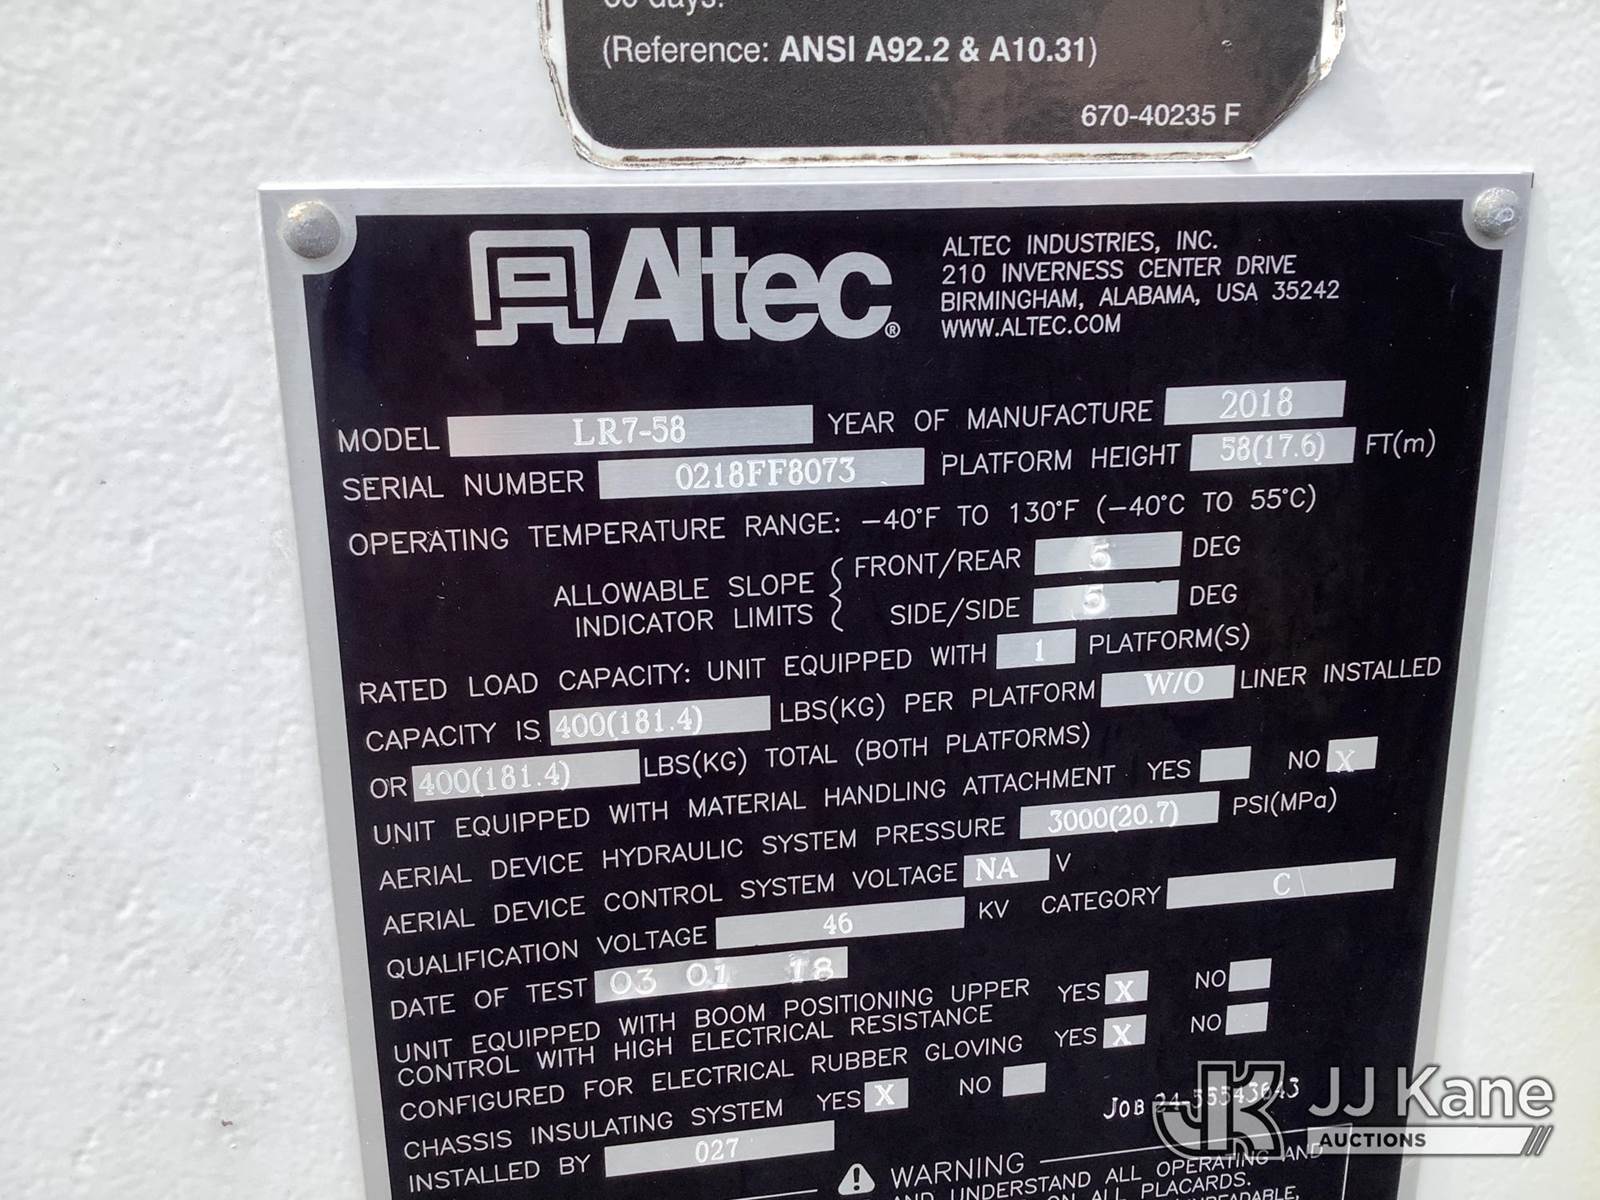 (Reference: ANSI A92.2 & A10.31)
670-40235 F
Altec®
ALTEC INDUSTRIES, INC.
210 INVERNESS CENTER DRIVE
BIRMINGHAM, ALABAMA, USA 35242
WWW.ALTEC.COM
MODEL LR7-58 YEAR OF MANUFACTURE 2018
SERIAL NUMBER 0218FF8073 PLATFORM HEIGHT 58(17.6) FT(m)
OPERATING TEMPERATURE RANGE: -40°F TO 130°F (-40°C TO 55°C)
ALLOWABLE SLOPE INDICATOR LIMITS { FRONT/REAR 5 DEG
SIDE/SIDE 5 DEG
RATED LOAD CAPACITY: UNIT EQUIPPED WITH 1 PLATFORM(S)
CAPACITY IS 400(181.4) LBS(KG) PER PLATFORM W/O LINER INSTALLED
OR 400(181.4) LBS(KG) TOTAL (BOTH PLATFORMS)
UNIT EQUIPPED WITH MATERIAL HANDLING ATTACHMENT YES NO X
AERIAL DEVICE HYDRAULIC SYSTEM PRESSURE 3000(20.7) PSI(MPa)
AERIAL DEVICE CONTROL SYSTEM VOLTAGE NA V
QUALIFICATION VOLTAGE 46 KV CATEGORY C
DATE OF TEST 03 01 18
UNIT EQUIPPED WITH BOOM POSITIONING UPPER
CONTROL WITH HIGH ELECTRICAL RESISTANCE YES X NO
CONFIGURED FOR ELECTRICAL RUBBER GLOVING YES X NO
CHASSIS INSULATING SYSTEM YES X NO
INSTALLED BY 027
JOB
WARNING
AND UNDERSTAND ALL OPERATING AND
ON ALL PLACARDS.
JJ Kane
AUCTIONS